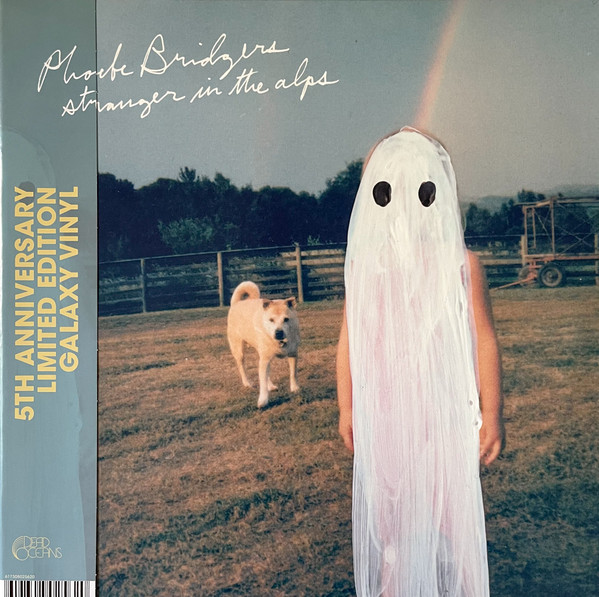 Phoebe Bridgers
stranger in the alps
5TH ANNIVERSARY
LIMITED EDITION
GALAXY VINYL
DEAD
OCEANS